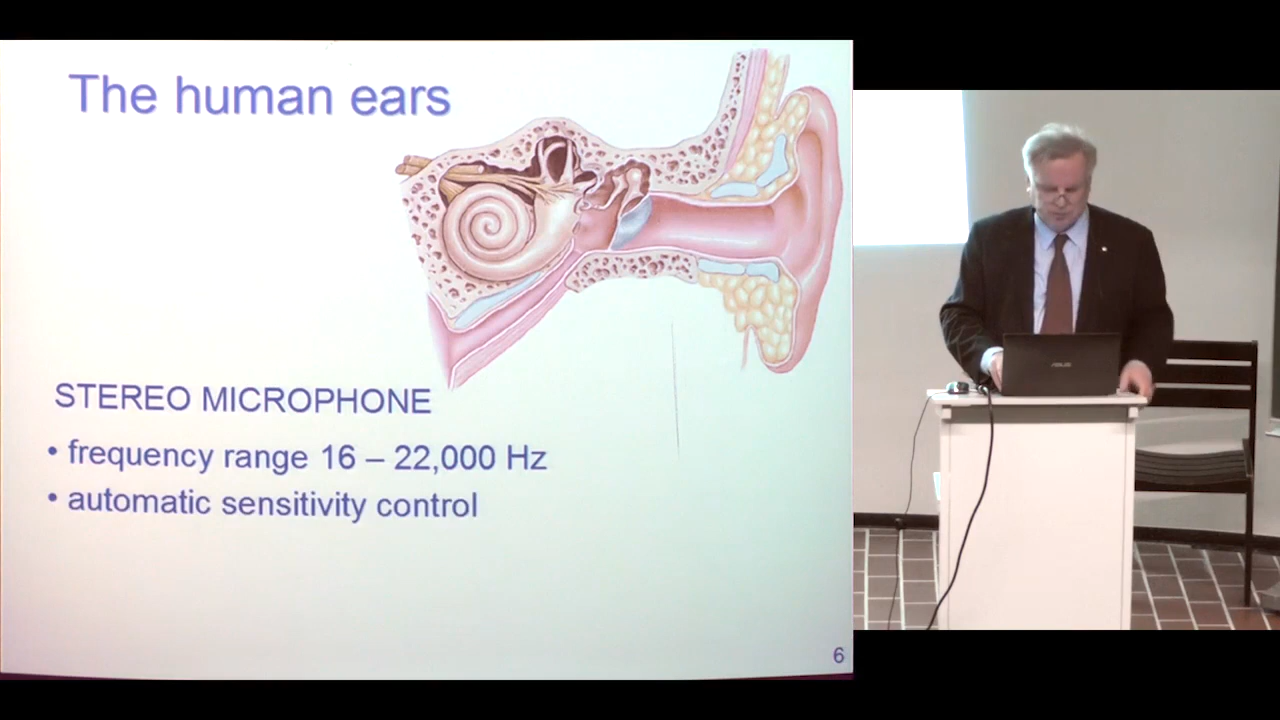 The human ears
STEREO MICROPHONE
• frequency range 16 – 22,000 Hz
• automatic sensitivity control
6
ASUS